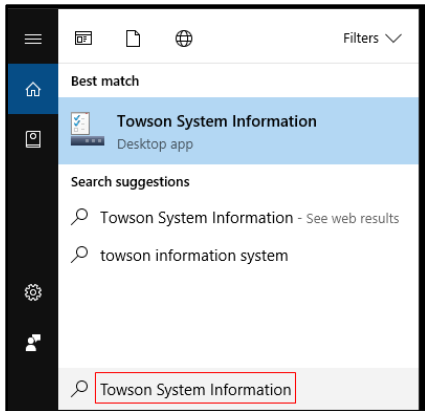 Filters
Best match
Towson System Information
Desktop app
Search suggestions
Towson System Information - See web results
towson information system
Towson System Information